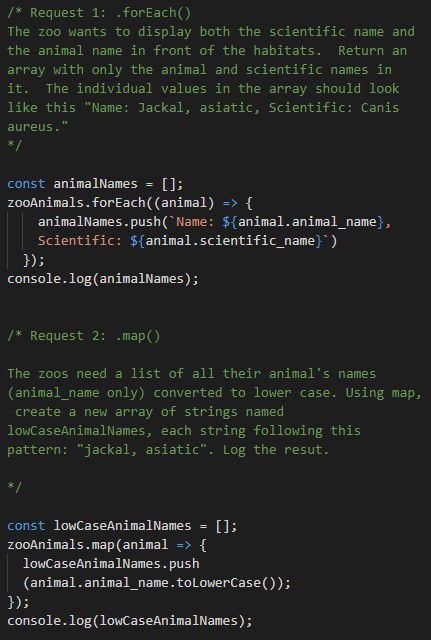 /* Request 1: .forEach()
The zoo wants to display both the scientific name and
the animal name in front of the habitats.  Return an
array with only the animal and scientific names in
it.  The individual values in the array should look
like this "Name: Jackal, asiatic, Scientific: Canis
aureus."
*/
const animalNames = [];
zooAnimals.forEach((animal) => {
animalNames.push(`Name: ${animal.animal_name},
Scientific: ${animal.scientific_name}`)
});
console.log(animalNames);
/* Request 2: .map()
The zoos need a list of all their animal's names
(animal_name only) converted to lower case. Using map,
create a new array of strings named
lowCaseAnimalNames, each string following this
pattern: "jackal, asiatic". Log the resut.
*/
const lowCaseAnimalNames = [];
zooAnimals.map(animal => {
lowCaseAnimalNames.push
(animal.animal_name.toLowerCase());
});
console.log(lowCaseAnimalNames);